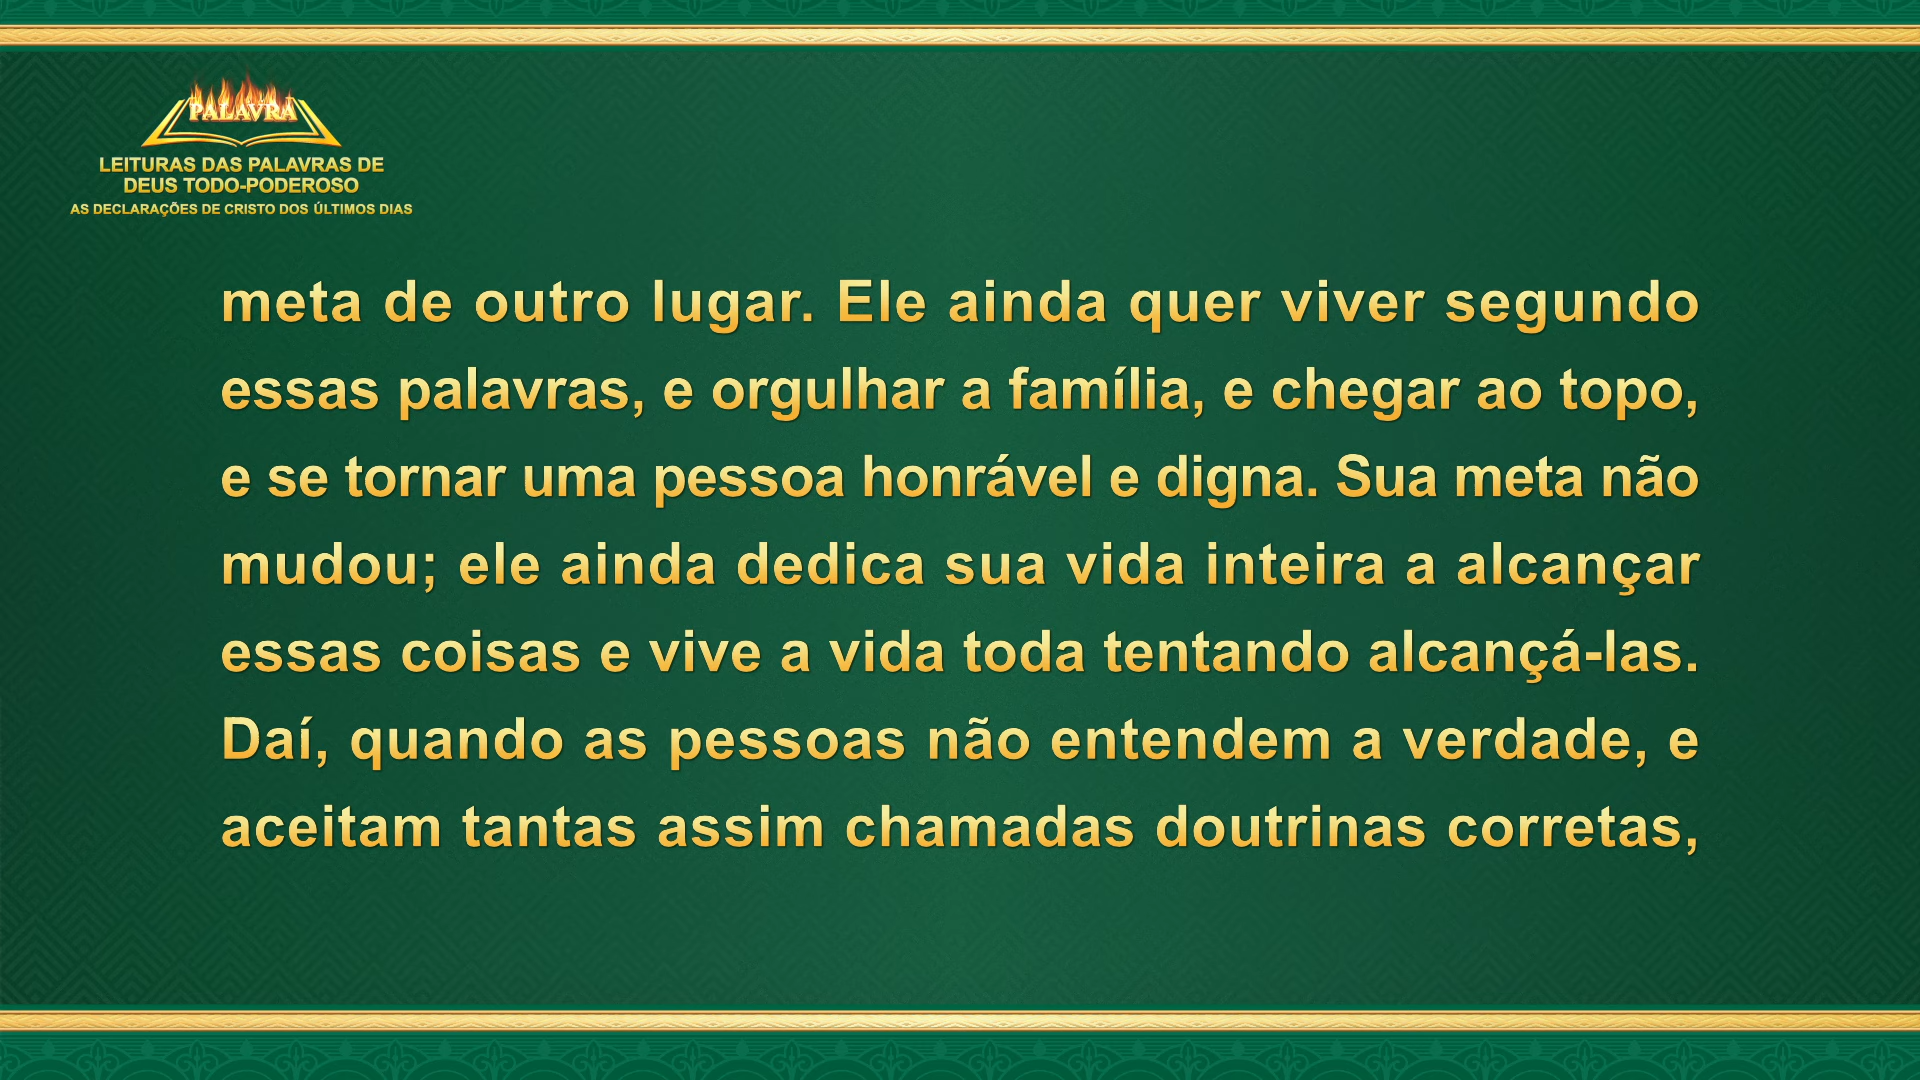 PALAVRA
LEITURAS DAS PALAVRAS DE
DEUS TODO-PODEROSO
AS DECLARAÇÕES DE CRISTO DOS ÚLTIMOS DIAS
meta de outro lugar. Ele ainda quer viver segundo
essas palavras, e orgulhar a família, e chegar ao topo,
e se tornar uma pessoa honrável e digna. Sua meta não
mudou; ele ainda dedica sua vida inteira a alcançar
essas coisas e vive a vida toda tentando alcançá-las.
Daí, quando as pessoas não entendem a verdade, e
aceitam tantas assim chamadas doutrinas corretas,